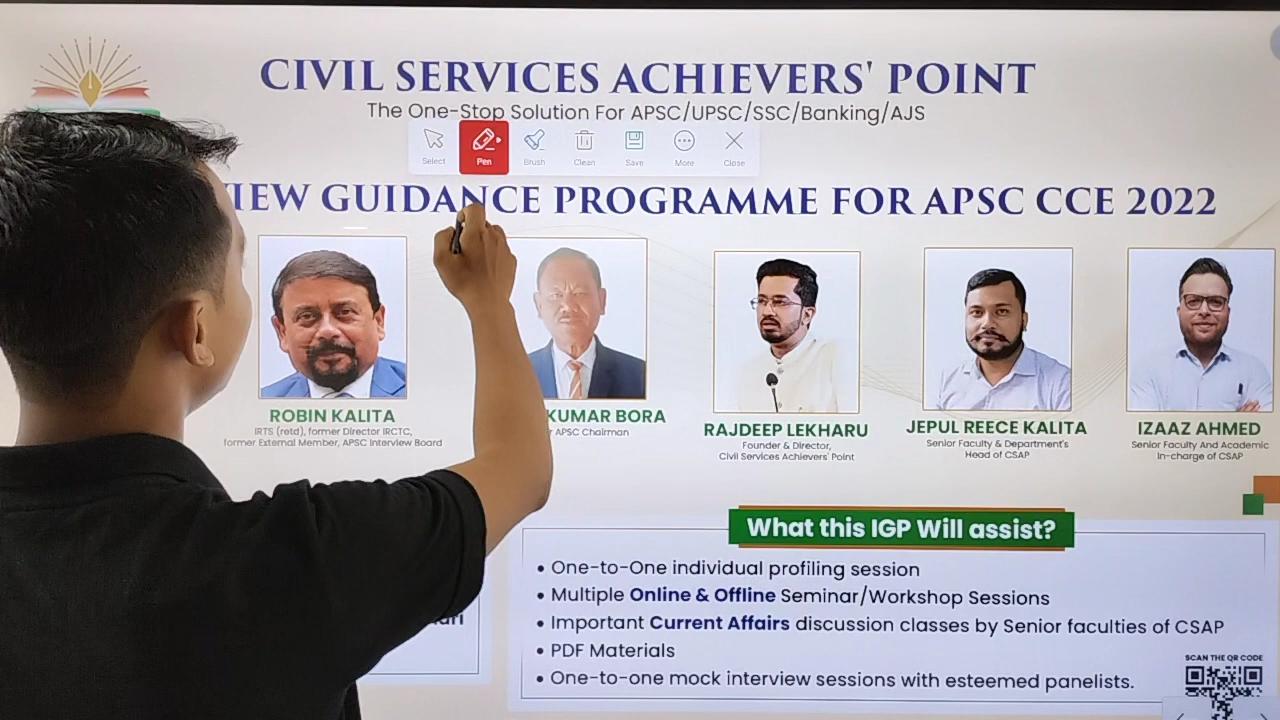 CIVIL SERVICES ACHIEVERS' POINT
The One-Stop Solution For APSC/UPSC/SSC/Banking/AJS
Select Pen Brush Clean Save More Close
GUIDANCE PROGRAMME FOR APSC CCE 2022
ROBIN KALITA
IRTS (retd), former Director IRCTC,
former External Member, APSC Interview Board
KUMAR BORA
APSC Chairman
RAJDEEP LEKHARU
Founder & Director,
Civil Services Achievers' Point
JEPUL REECE KALITA
Senior Faculty & Department's
Head of CSAP
IZAAZ AHMED
Senior Faculty And Academic
In-charge of CSAP
What this IGP Will assist?
• One-to-One individual profiling session
• Multiple Online & Offline Seminar/Workshop Sessions
• Important Current Affairs discussion classes by Senior faculties of CSAP
• PDF Materials
• One-to-one mock interview sessions with esteemed panelists.
SCAN THE QR CODE